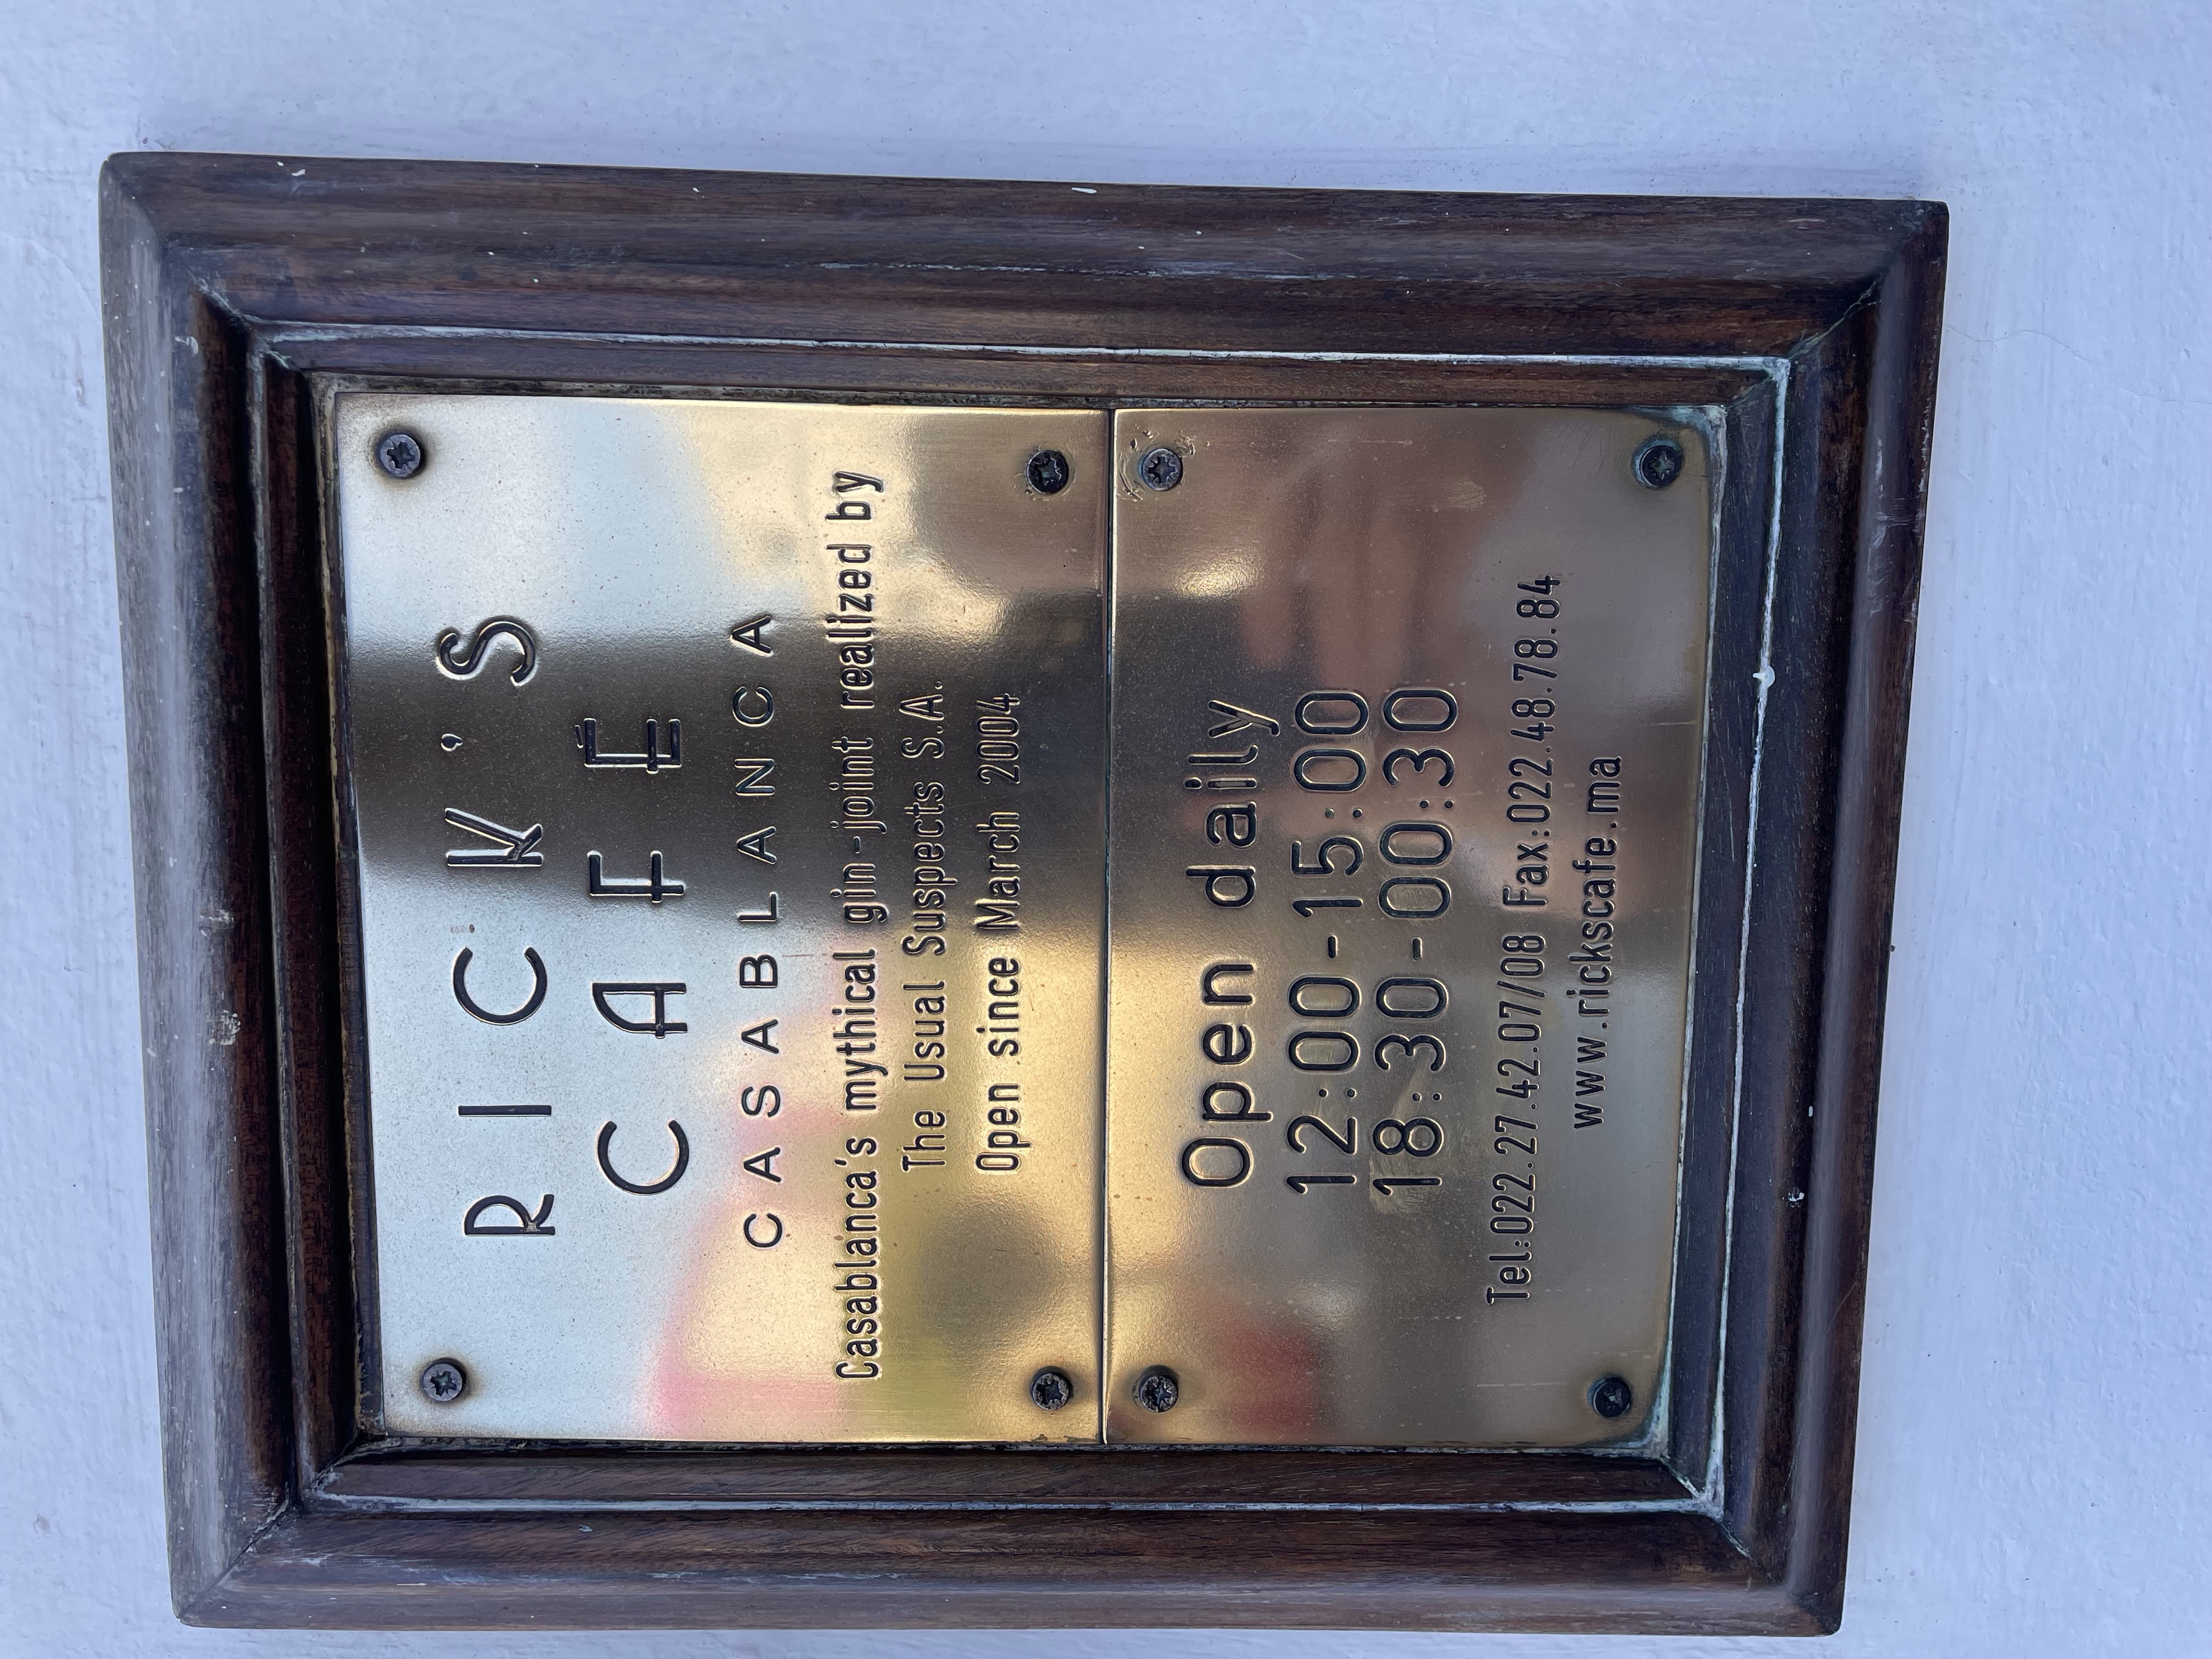 RICK'S
CAFÉ
CASABLANCA
Casablanca's mythical gin-joint realized by
The Usual Suspects S.A.
Open since March 2004
Open daily
12:00-15:00
18:30-00:30
Tel:022.27.42.07/08 Fax:022.48.78.84
www.rickscafe.ma